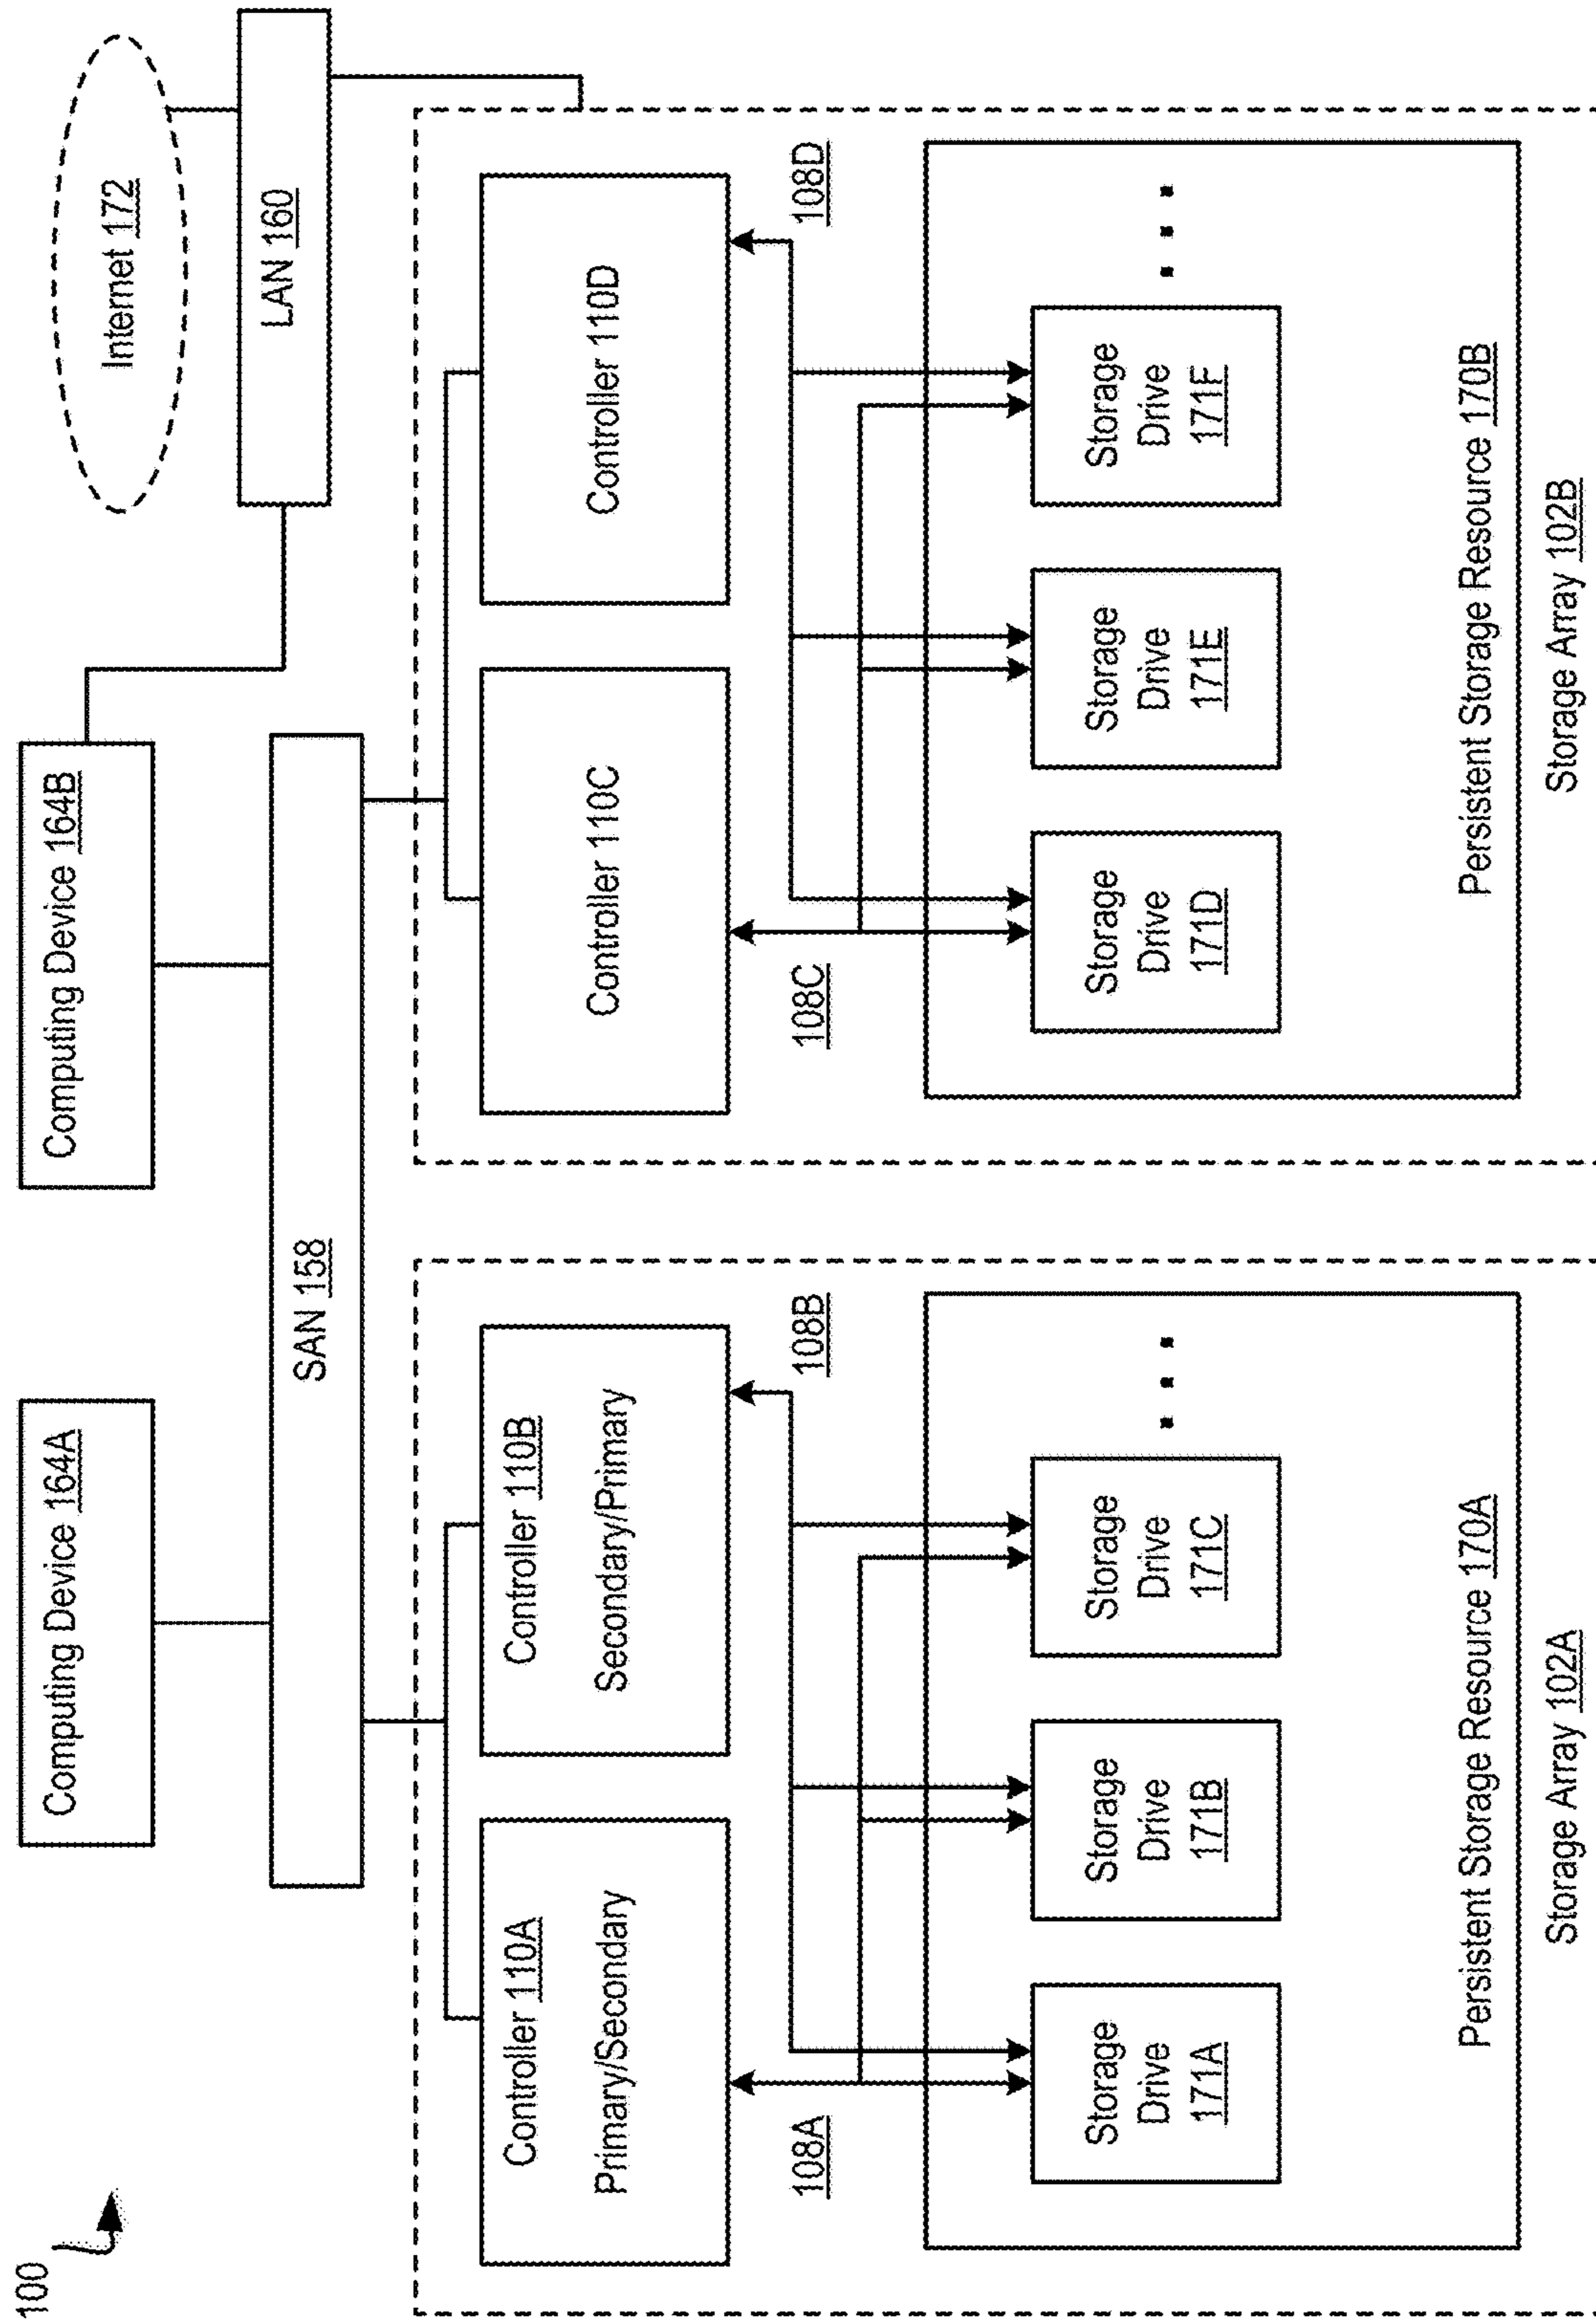 100
Computing Device 164A
Computing Device 164B
Internet 172
SAN 158
LAN 160
Controller 110A
Primary/Secondary
Controller 110B
Secondary/Primary
Controller 110C
Controller 110D
108A
108B
108C
108D
Storage
Drive
171A
Storage
Drive
171B
Storage
Drive
171C
Storage
Drive
171D
Storage
Drive
171E
Storage
Drive
171F
Persistent Storage Resource 170A
Persistent Storage Resource 170B
Storage Array 102A
Storage Array 102B